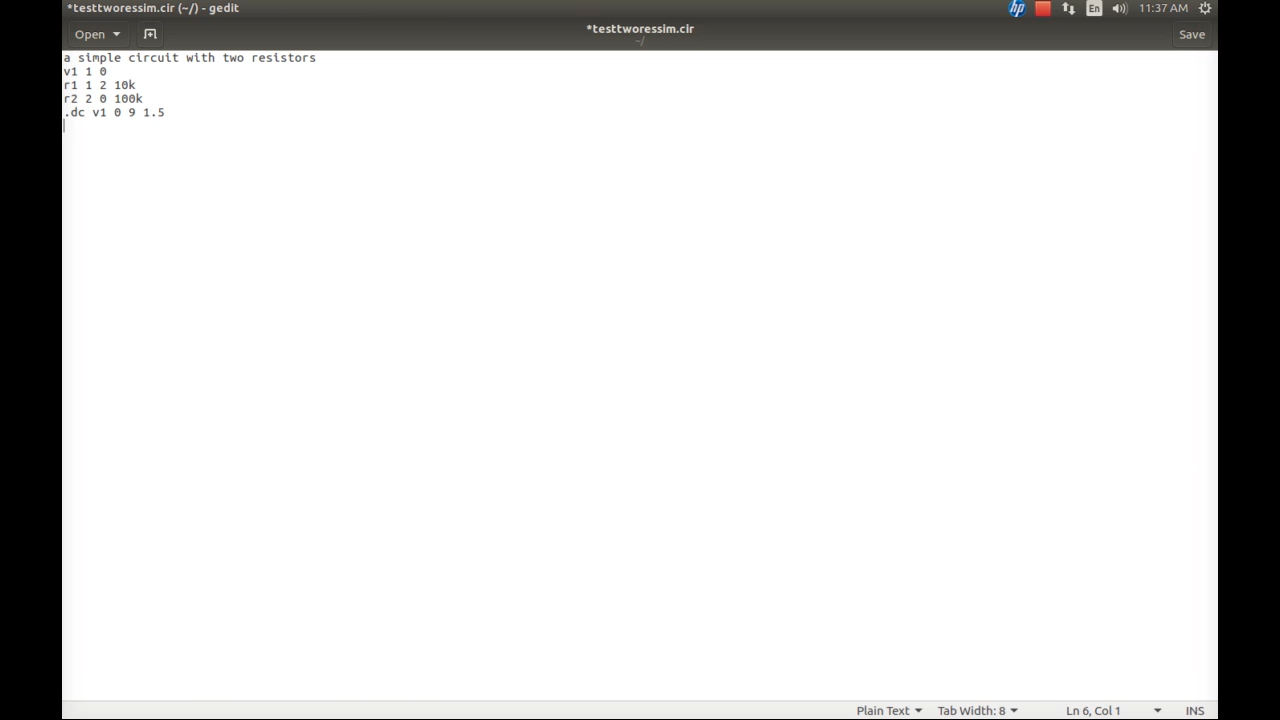 *testtworessim.cir (~/) - gedit
hp
En
11:37 AM
Open
*testtworessim.cir
~/
Save
a simple circuit with two resistors
v1 1 0
r1 1 2 10k
r2 2 0 100k
.dc v1 0 9 1.5
Plain Text
Tab Width: 8
Ln 6, Col 1
INS